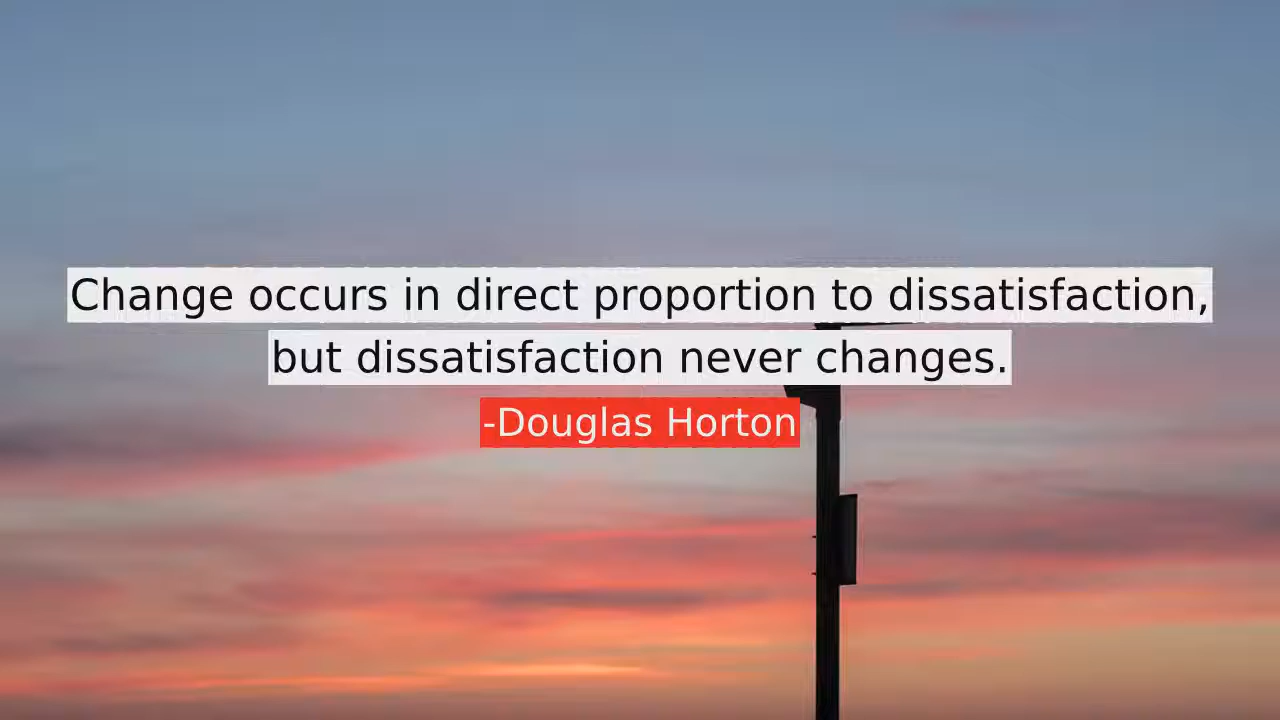 Change occurs in direct proportion to dissatisfaction,
but dissatisfaction never changes.
-Douglas Horton